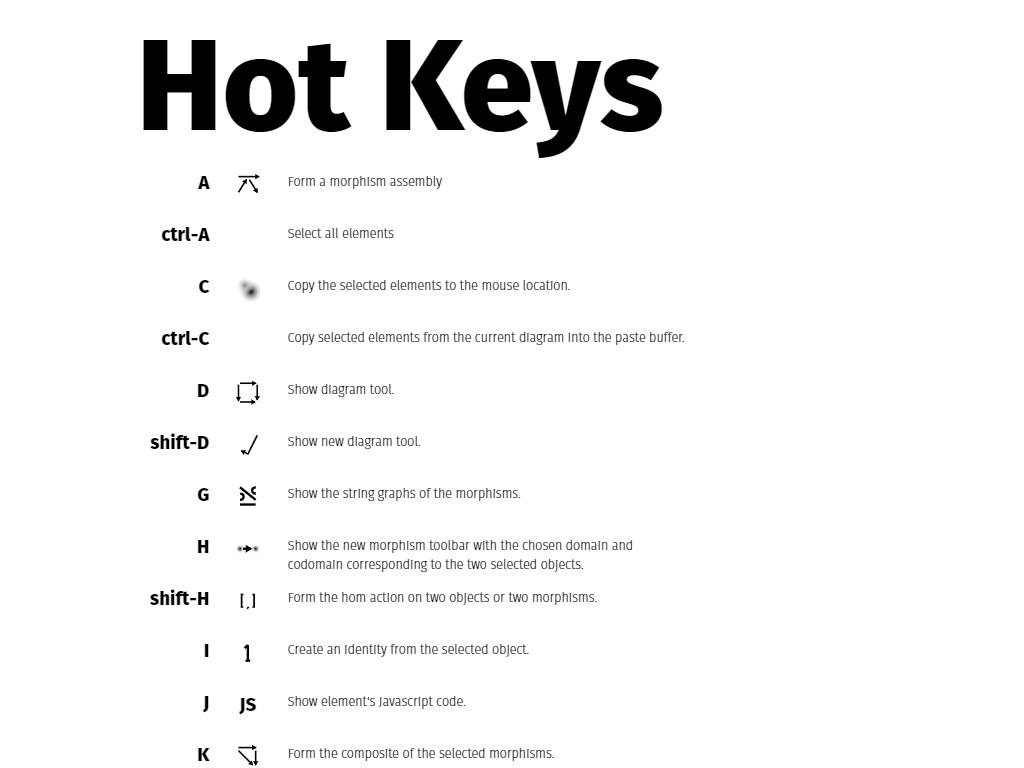 Hot Keys
A Form a morphism assembly
ctrl-A Select all elements
C Copy the selected elements to the mouse location.
ctrl-C Copy selected elements from the current diagram into the paste buffer.
D Show diagram tool.
shift-D Show new diagram tool.
G Show the string graphs of the morphisms.
H Show the new morphism toolbar with the chosen domain and
codomain corresponding to the two selected objects.
shift-H [,] Form the hom action on two objects or two morphisms.
I 1 Create an identity from the selected object.
J JS Show element's Javascript code.
K Form the composite of the selected morphisms.